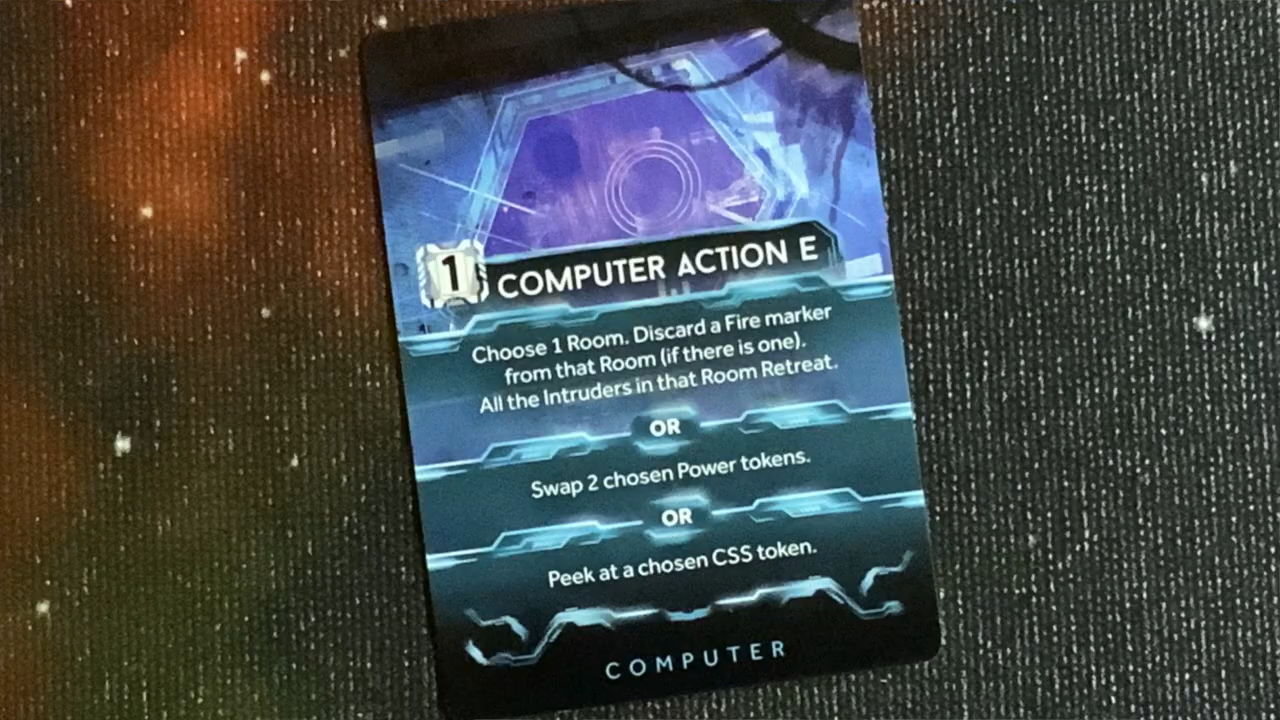 1 COMPUTER ACTION E
Choose 1 Room. Discard a Fire marker
from that Room (if there is one).
All the Intruders in that Room Retreat.
OR
Swap 2 chosen Power tokens.
OR
Peek at a chosen CSS token.
COMPUTER